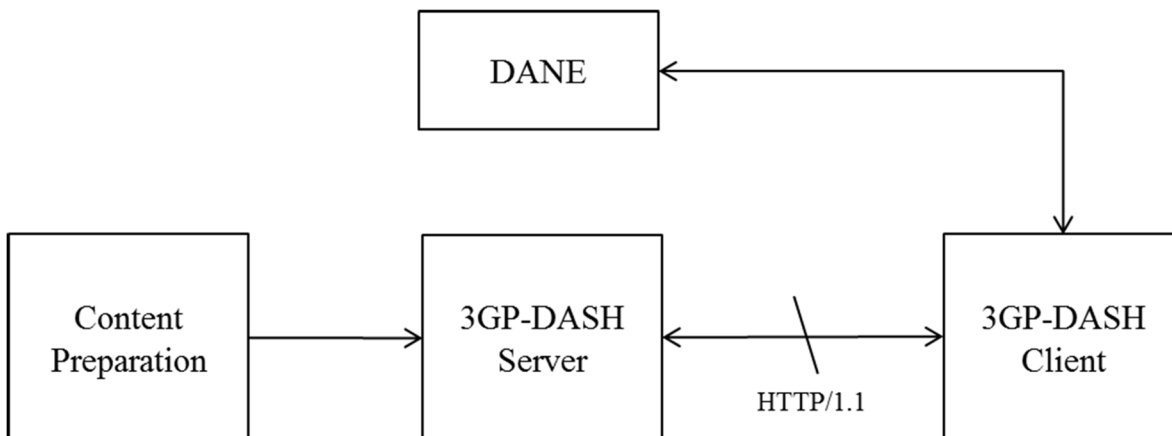 DANE
Content
Preparation
3GP-DASH
Server
3GP-DASH
Client
HTTP/1.1